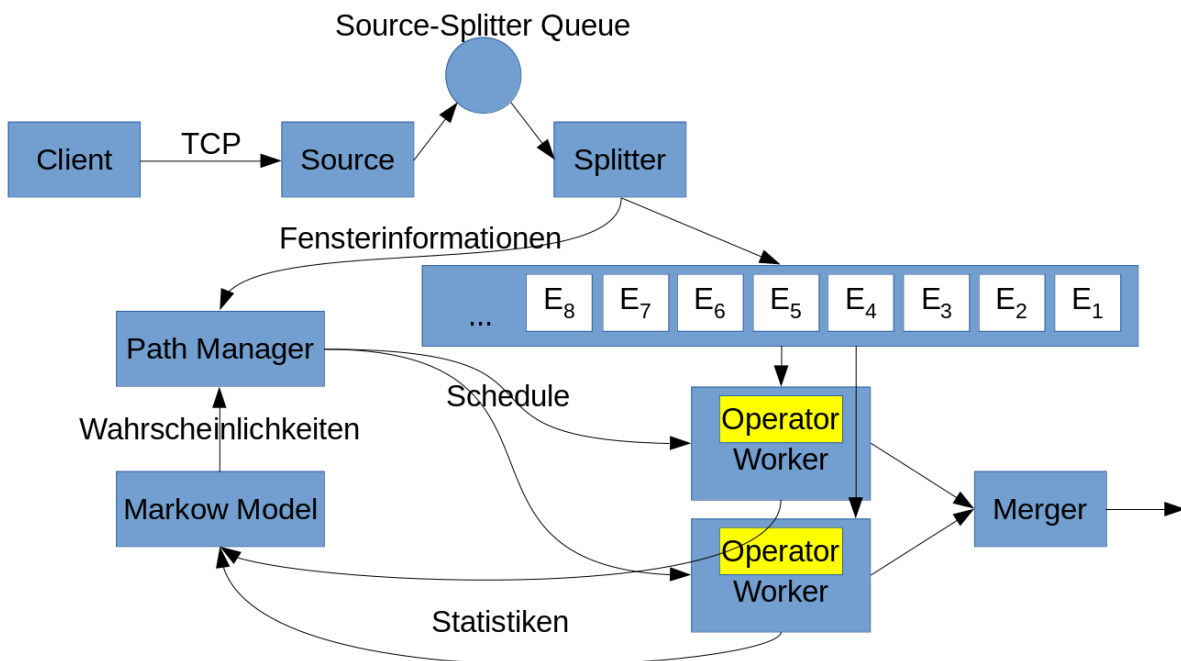 Source-Splitter Queue
Client
TCP
Source
Splitter
Fensterinformationen
... E8 E7 E6 E5 E4 E3 E2 E1
Path Manager
Schedule
Wahrscheinlichkeiten
Operator
Worker
Markow Model
Merger
Operator
Worker
Statistiken